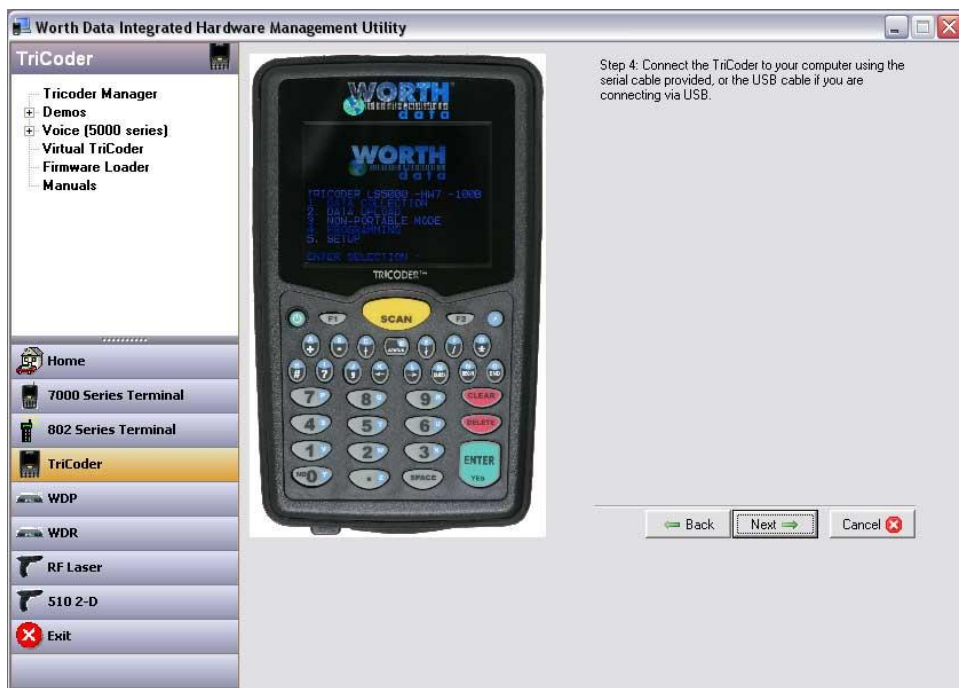 Worth Data Integrated Hardware Management Utility
TriCoder
Tricoder Manager
Demos
Voice (5000 series)
Virtual TriCoder
Firmware Loader
Manuals
Home
7000 Series Terminal
802 Series Terminal
TriCoder
WDP
WDR
RF Laser
510 2-D
Exit
WORTH
data
WORTH
data
TRICODER LS5000 -HW7 -100B
1. DATA COLLECTION
2. DATA UPLOAD
3. NON-PORTABLE MODE
4. PROGRAMMING
5. SETUP
ENTER SELECTION -
TRICODER™
F1 SCAN F2
7 8 9 CLEAR
4 5 6 DELETE
1 2 3 ENTER
0 . SPACE YES
Step 4: Connect the TriCoder to your computer using the
serial cable provided, or the USB cable if you are
connecting via USB.
Back Next Cancel